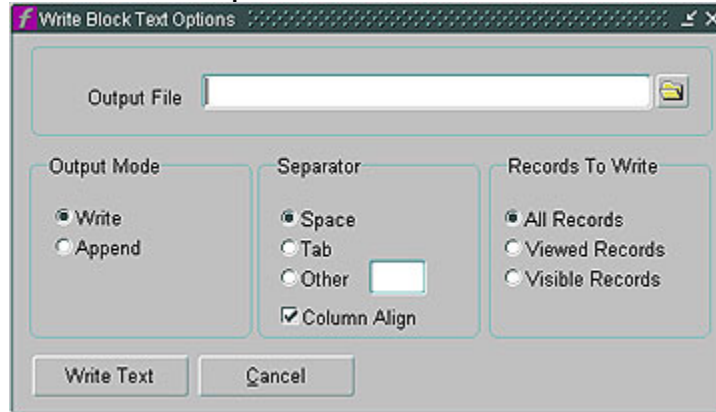 Write Block Text Options
Output File
Output Mode
Write
Append
Separator
Space
Tab
Other
Column Align
Records To Write
All Records
Viewed Records
Visible Records
Write Text
Cancel